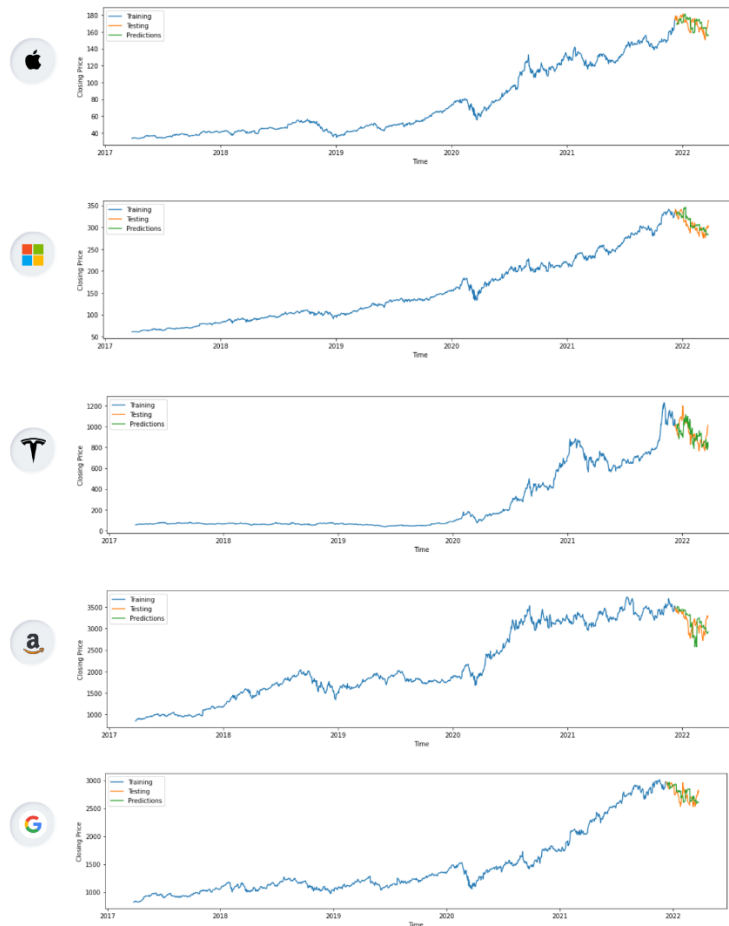 180
160
140
120
100
80
60
40
Closing Price
Training
Testing
Predictions
2017 2018 2019 2020 2021 2022
Time
350
300
250
200
150
100
50
Closing Price
Training
Testing
Predictions
2017 2018 2019 2020 2021 2022
Time
1200
1000
800
600
400
200
0
Closing Price
Training
Testing
Predictions
2017 2018 2019 2020 2021 2022
Time
a
3500
3000
2500
2000
1500
1000
Closing Price
Training
Testing
Predictions
2017 2018 2019 2020 2021 2022
Time
G
3000
2500
2000
1500
1000
Closing Price
Training
Testing
Predictions
2017 2018 2019 2020 2021 2022
Time